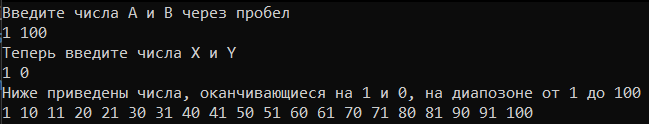 Введите числа А и В через пробел
1 100
Теперь введите числа X и Y
1 0
Ниже приведены числа, оканчивающиеся на 1 и 0, на диапозоне от 1 до 100
1 10 11 20 21 30 31 40 41 50 51 60 61 70 71 80 81 90 91 100